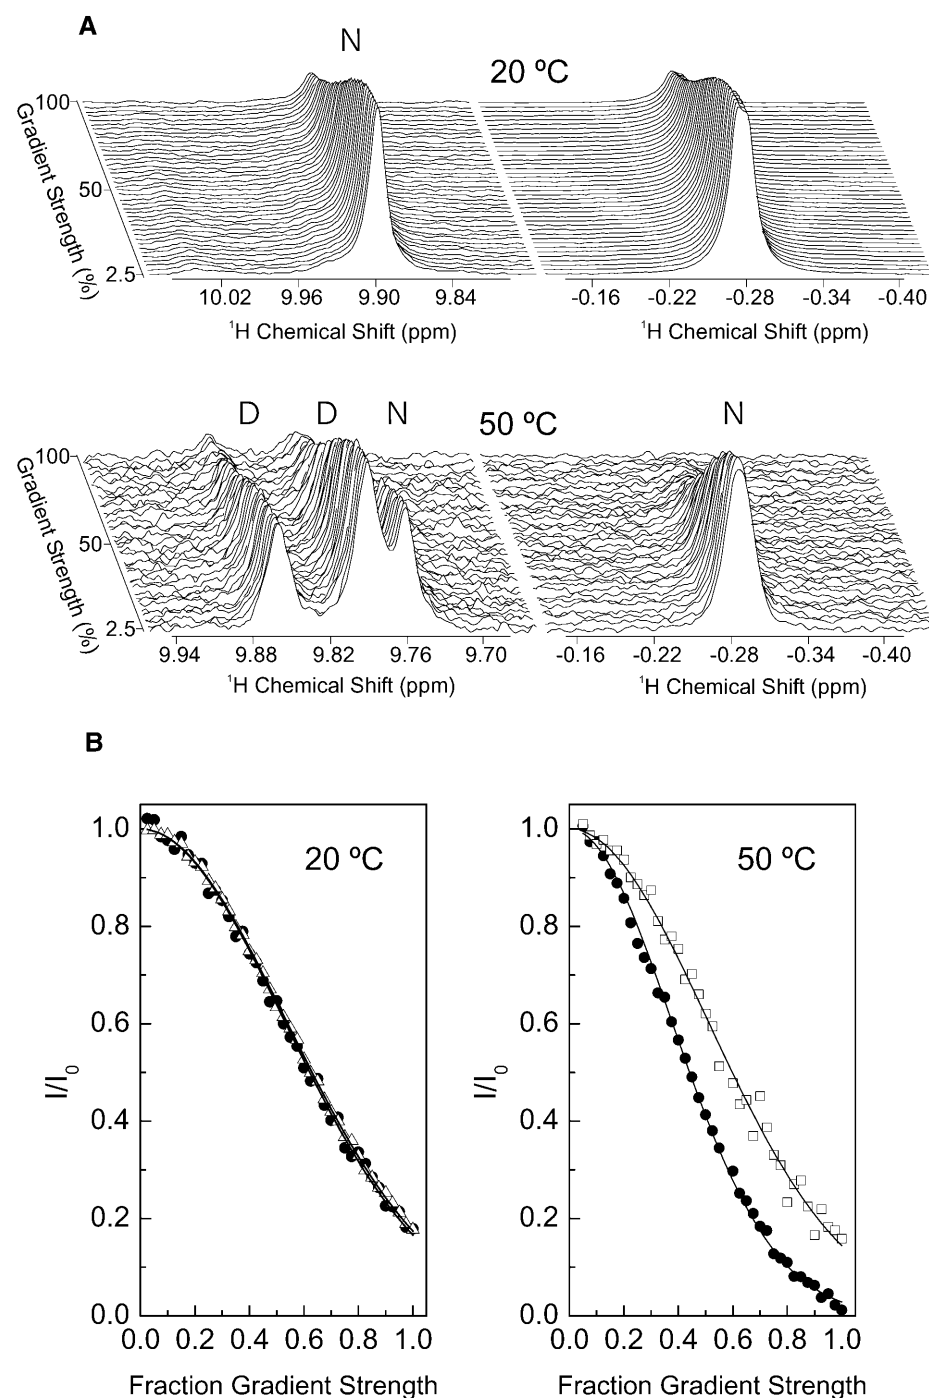 A
N
20 ºC
100
50
2.5
Gradient Strength (%)
10.02 9.96 9.90 9.84
-0.16 -0.22 -0.28 -0.34 -0.40
¹H Chemical Shift (ppm)
¹H Chemical Shift (ppm)
D D N
50 ºC
N
100
50
2.5
Gradient Strength (%)
9.94 9.88 9.82 9.76 9.70
-0.16 -0.22 -0.28 -0.34 -0.40
¹H Chemical Shift (ppm)
¹H Chemical Shift (ppm)
B
20 ºC
1.0
0.8
0.6
0.4
0.2
0.0
I/I₀
0.0 0.2 0.4 0.6 0.8 1.0
Fraction Gradient Strength
50 ºC
1.0
0.8
0.6
0.4
0.2
0.0
I/I₀
0.0 0.2 0.4 0.6 0.8 1.0
Fraction Gradient Strength